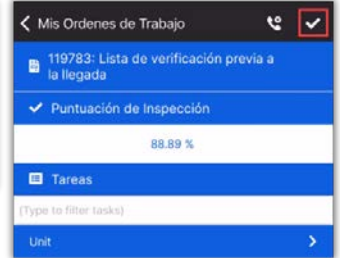 Mis Ordenes de Trabajo
119783: Lista de verificación previa a
la llegada
Puntuación de Inspección
88.89 %
Tareas
(Type to filter tasks)
Unit